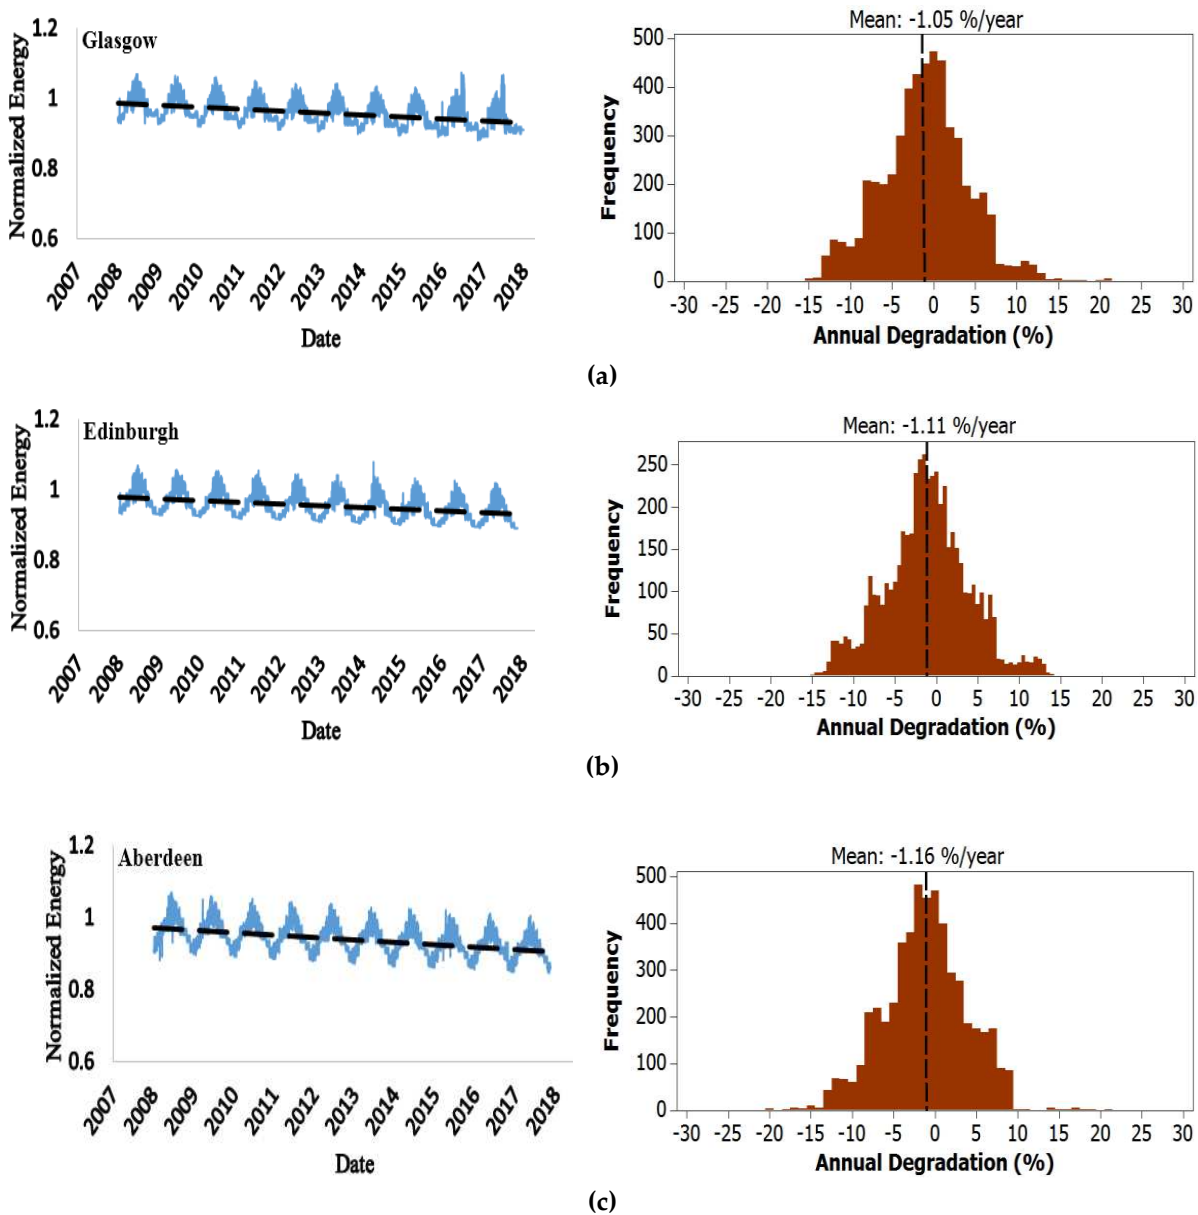 Glasgow
Normalized Energy
1.2
1
0.8
0.6
2007 2008 2009 2010 2011 2012 2013 2014 2015 2016 2017 2018
Date
Mean: -1.05 %/year
Frequency
500
400
300
200
100
0
-30 -25 -20 -15 -10 -5 0 5 10 15 20 25 30
Annual Degradation (%)
(a)
Edinburgh
Normalized Energy
1.2
1
0.8
0.6
2007 2008 2009 2010 2011 2012 2013 2014 2015 2016 2017 2018
Date
Mean: -1.11 %/year
Frequency
250
200
150
100
50
0
-30 -25 -20 -15 -10 -5 0 5 10 15 20 25 30
Annual Degradation (%)
(b)
Aberdeen
Normalized Energy
1.2
1
0.8
0.6
2007 2008 2009 2010 2011 2012 2013 2014 2015 2016 2017 2018
Date
Mean: -1.16 %/year
Frequency
500
400
300
200
100
0
-30 -25 -20 -15 -10 -5 0 5 10 15 20 25 30
Annual Degradation (%)
(c)